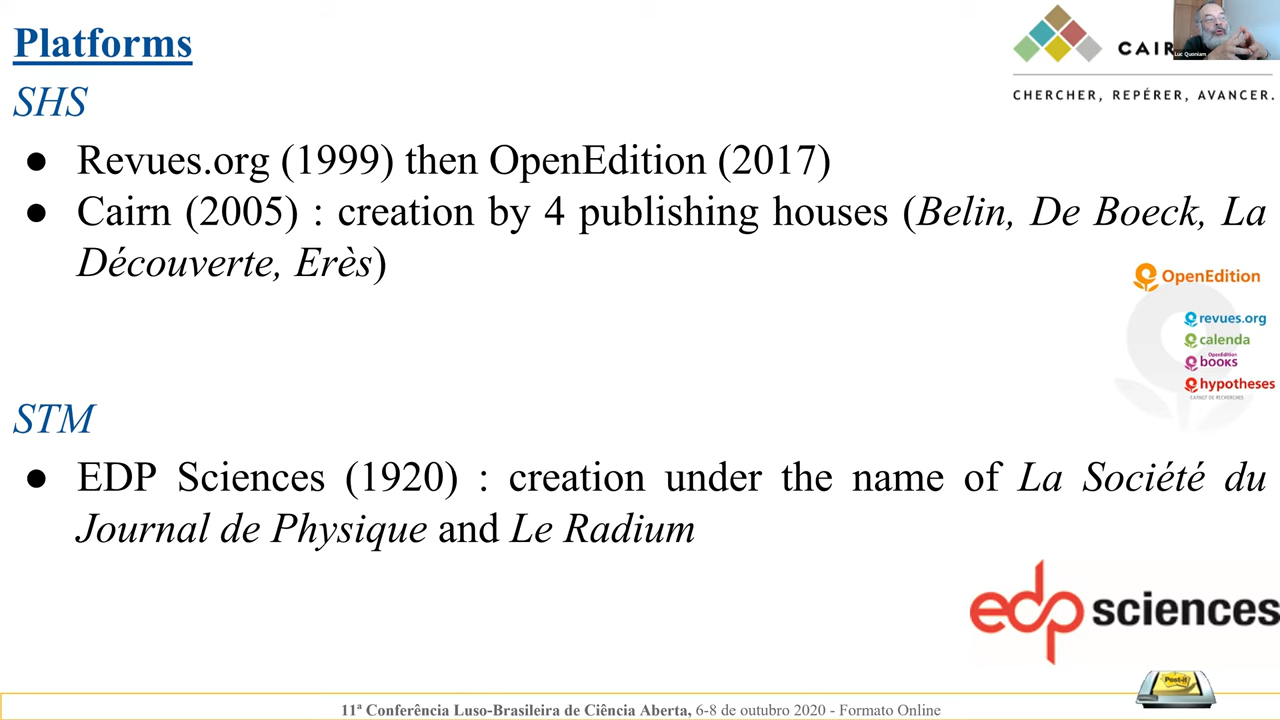 Platforms
CAIR
Luc Quoniam
CHERCHER, REPÉRER, AVANCER.
SHS
● Revues.org (1999) then OpenEdition (2017)
● Cairn (2005) : creation by 4 publishing houses (Belin, De Boeck, La
Découverte, Erès)
OpenEdition
revues.org
calenda
OpenEdition
BOOKS
hypotheses
CARNET DE RECHERCHES
STM
● EDP Sciences (1920) : creation under the name of La Société du
Journal de Physique and Le Radium
edp sciences
Post-it
11ª Conferência Luso-Brasileira de Ciência Aberta, 6-8 de outubro 2020 - Formato Online